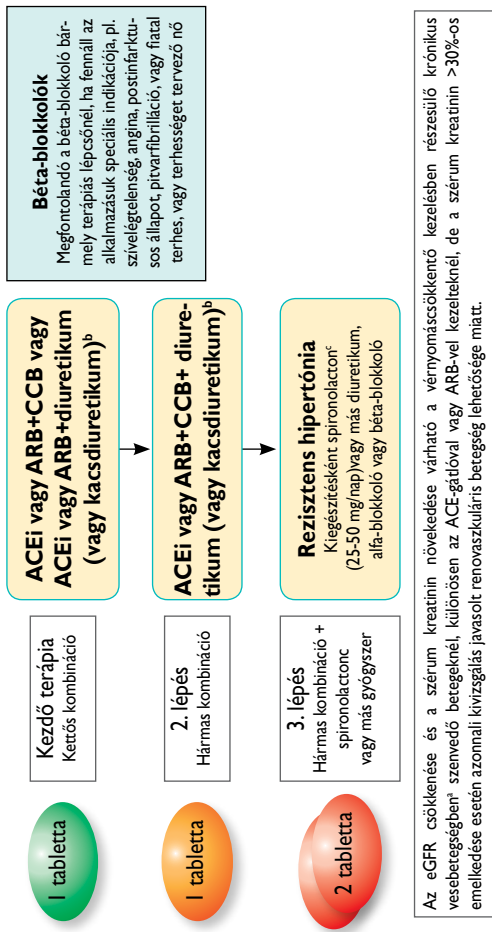 1 tabletta
Kezdő terápia
Kettős kombináció
ACEi vagy ARB+CCB vagy
ACEi vagy ARB+diuretikum
(vagy kacsdiuretikum)ᵇ
Béta-blokkolók
Megfontolandó a béta-blokkoló bár-
mely terápiás lépcsőnél, ha fennáll az
alkalmazásuk speciális indikációja, pl.
szívelégtelenség, angina, postinfarktu-
sos állapot, pitvarfibrilláció, vagy fiatal
terhes, vagy terhességet tervező nő
1 tabletta
2. lépés
Hármas kombináció
ACEi vagy ARB+CCB+ diure-
tikum (vagy kacsdiuretikum)ᵇ
2 tabletta
3. lépés
Hármas kombináció +
spironolactonc
vagy más gyógyszer
Rezisztens hipertónia
Kiegészítésként spironolactonᶜ
(25-50 mg/nap)vagy más diuretikum,
alfa-blokkoló vagy béta-blokkoló
Az eGFR csökkenése és a szérum kreatinin növekedése várható a vérnyomáscsökkentő kezelésben részesülő krónikus
vesebetegségbenᵃ szenvedő betegeknél, különösen az ACE-gátlóval vagy ARB-vel kezelteknél, de a szérum kreatinin >30%-os
emelkedése esetén azonnali kivizsgálás javasolt renovaszkuláris betegség lehetősége miatt.